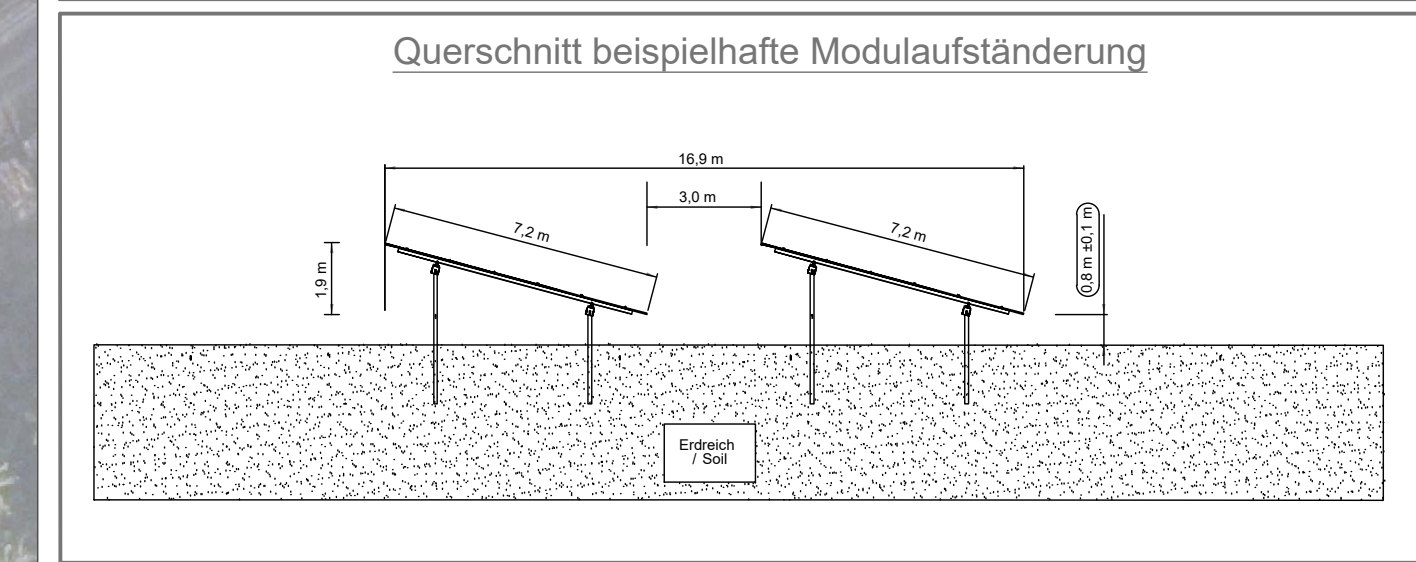 Querschnitt beispielhafte Modulaufständerung
16,9 m
3,0 m
7,2 m
7,2 m
1,9 m
0,8 m ±0,1 m
Erdreich
/ Soil